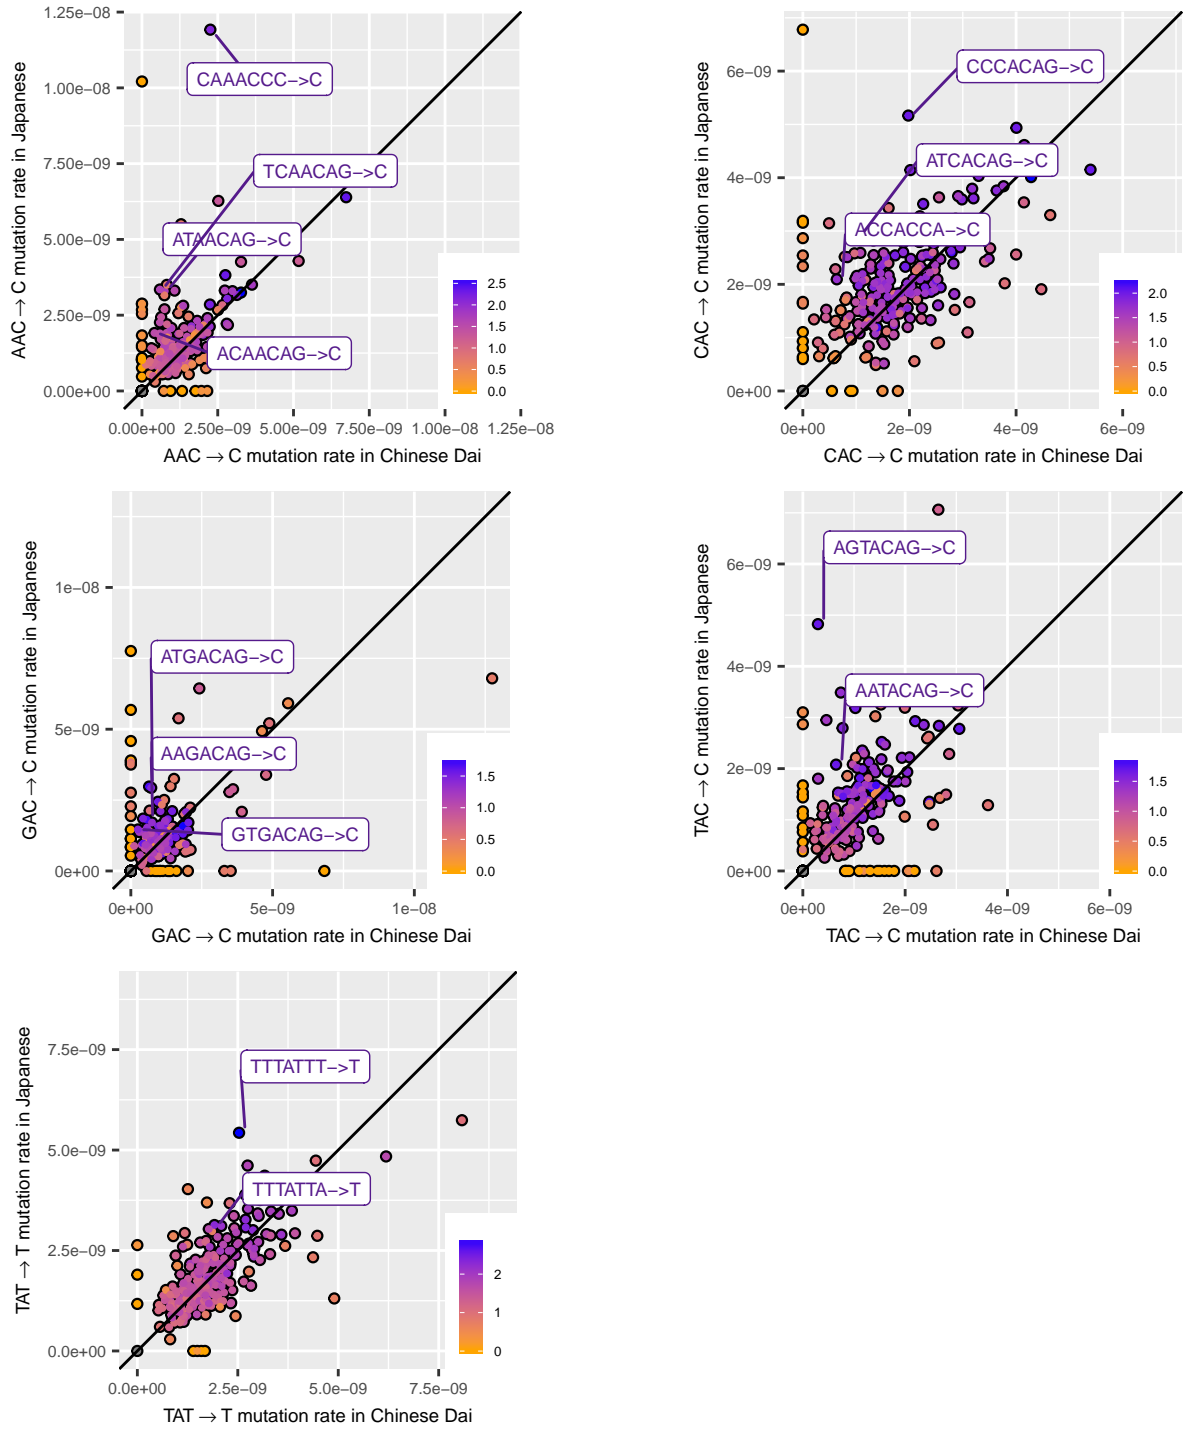 1.25e−08
1.00e−08
7.50e−09
5.00e−09
2.50e−09
0.00e+00
AAC → C mutation rate in Japanese
CAAACCC−>C
TCAACAG−>C
ATAACAG−>C
ACAACAG−>C
2.5
2.0
1.5
1.0
0.5
0.0
0.00e+00 2.50e−09 5.00e−09 7.50e−09 1.00e−08 1.25e−08
AAC → C mutation rate in Chinese Dai
6e−09
4e−09
2e−09
0e+00
CAC → C mutation rate in Japanese
CCCACAG−>C
ATCACAG−>C
ACCACCA−>C
2.0
1.5
1.0
0.5
0.0
0e+00 2e−09 4e−09 6e−09
CAC → C mutation rate in Chinese Dai
1e−08
5e−09
0e+00
GAC → C mutation rate in Japanese
ATGACAG−>C
AAGACAG−>C
GTGACAG−>C
1.5
1.0
0.5
0.0
0e+00 5e−09 1e−08
GAC → C mutation rate in Chinese Dai
6e−09
4e−09
2e−09
0e+00
TAC → C mutation rate in Japanese
AGTACAG−>C
AATACAG−>C
1.5
1.0
0.5
0.0
0e+00 2e−09 4e−09 6e−09
TAC → C mutation rate in Chinese Dai
7.5e−09
5.0e−09
2.5e−09
0.0e+00
TAT → T mutation rate in Japanese
TTTATTT−>T
TTTATTA−>T
2
1
0
0.0e+00 2.5e−09 5.0e−09 7.5e−09
TAT → T mutation rate in Chinese Dai